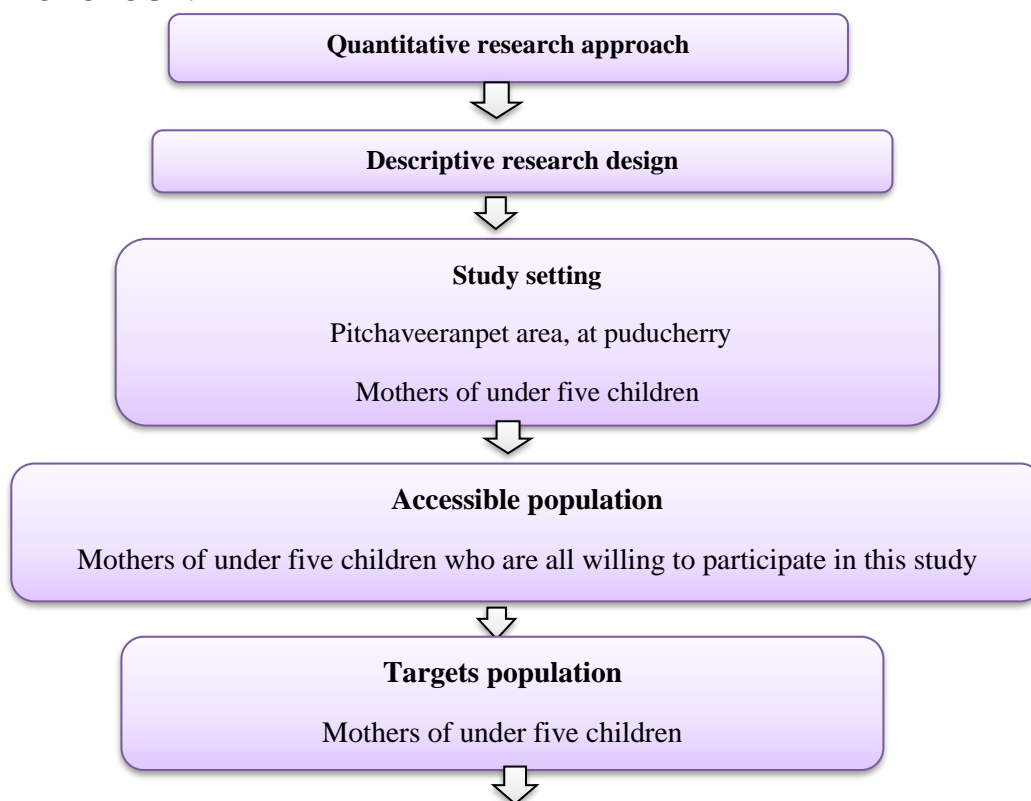 Quantitative research approach
Descriptive research design
Study setting
Pitchaveeranpet area, at puducherry
Mothers of under five children
Accessible population
Mothers of under five children who are all willing to participate in this study
Targets population
Mothers of under five children